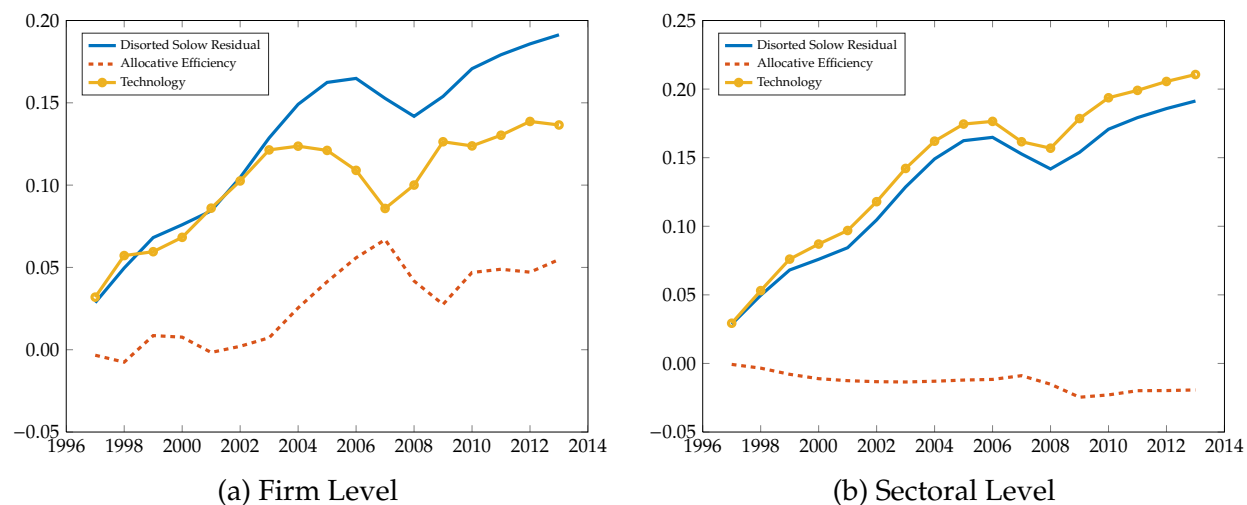 0.20
0.15
0.10
0.05
0.00
−0.05
1996 1998 2000 2002 2004 2006 2008 2010 2012 2014
Disorted Solow Residual
Allocative Efficiency
Technology
(a) Firm Level
0.25
0.20
0.15
0.10
0.05
0.00
−0.05
1996 1998 2000 2002 2004 2006 2008 2010 2012 2014
Disorted Solow Residual
Allocative Efficiency
Technology
(b) Sectoral Level